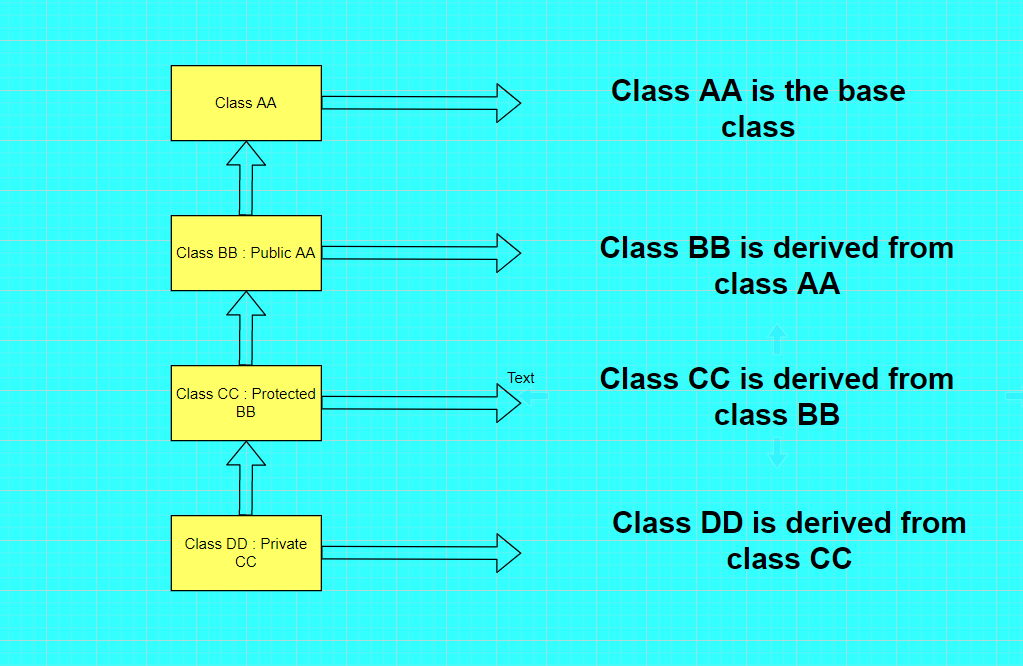 Class AA
Class AA is the base
class
Class BB : Public AA
Class BB is derived from
class AA
Text
Class CC : Protected
BB
Class CC is derived from
class BB
Class DD : Private
CC
Class DD is derived from
class CC